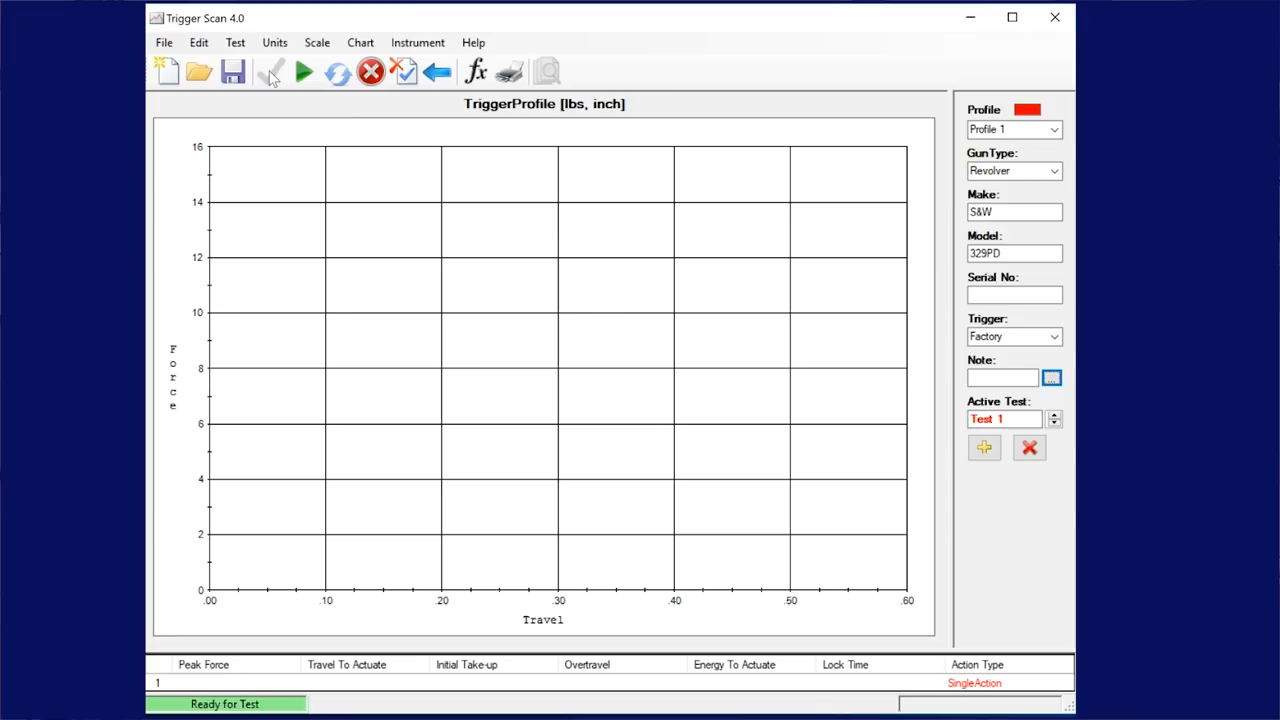 Trigger Scan 4.0
File Edit Test Units Scale Chart Instrument Help
fx
TriggerProfile [lbs, inch]
16
14
12
10
8
6
4
2
0
Force
.00 .10 .20 .30 .40 .50 .60
Travel
Profile
Profile 1
GunType:
Revolver
Make:
S&W
Model:
329PD
Serial No:
Trigger:
Factory
Note:
...
Active Test:
Test 1
Peak Force Travel To Actuate Initial Take-up Overtravel Energy To Actuate Lock Time Action Type
1 SingleAction
Ready for Test